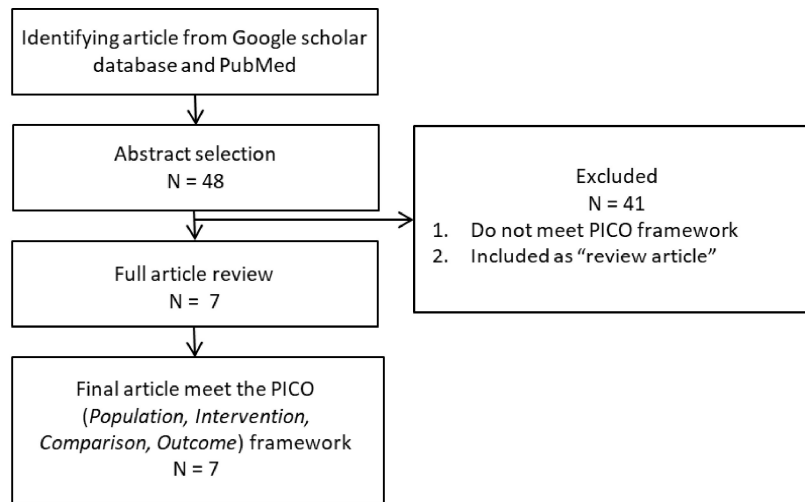 Identifying article from Google scholar
database and PubMed
Abstract selection
N = 48
Excluded
N = 41
1. Do not meet PICO framework
2. Included as “review article”
Full article review
N = 7
Final article meet the PICO
(Population, Intervention,
Comparison, Outcome) framework
N = 7